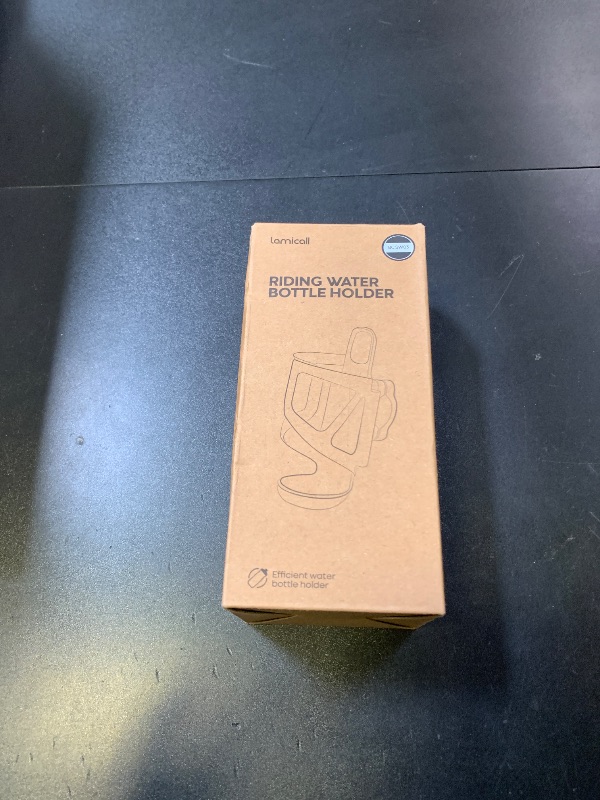 Lamicall
RIDING WATER
BOTTLE HOLDER
Efficient water
bottle holder